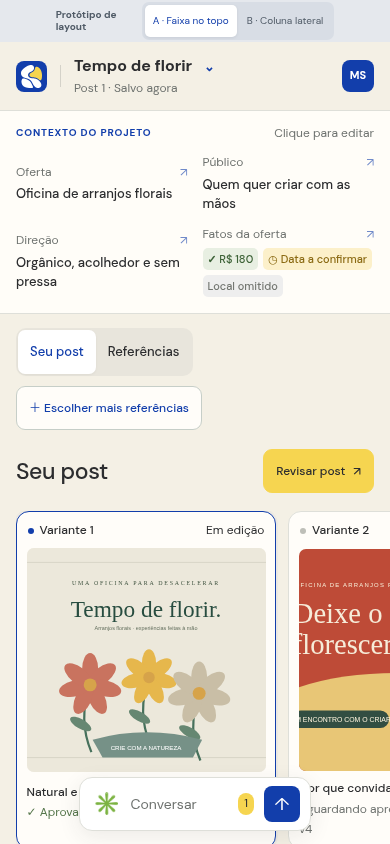 Protótipo de
layout
A · Faixa no topo
B · Coluna lateral
Tempo de florir
Post 1 · Salvo agora
MS
CONTEXTO DO PROJETO
Clique para editar
Oferta
Oficina de arranjos florais
Público
Quem quer criar com as
mãos
Direção
Orgânico, acolhedor e sem
pressa
Fatos da oferta
✓ R$ 180
Data a confirmar
Local omitido
Seu post
Referências
+ Escolher mais referências
Seu post
Revisar post ↗
Variante 1
Em edição
UMA OFICINA PARA DESACELERAR
Tempo de florir.
Arranjos florais · experiências feitas à mão
CRIE COM A NATUREZA
Natural e
✓ Aprova
Variante 2
FICINA DE ARRANJOS F
Deixe o
florescer
M ENCONTRO COM O CRIAR
or que convida
guardando apro
v4
Conversar
1